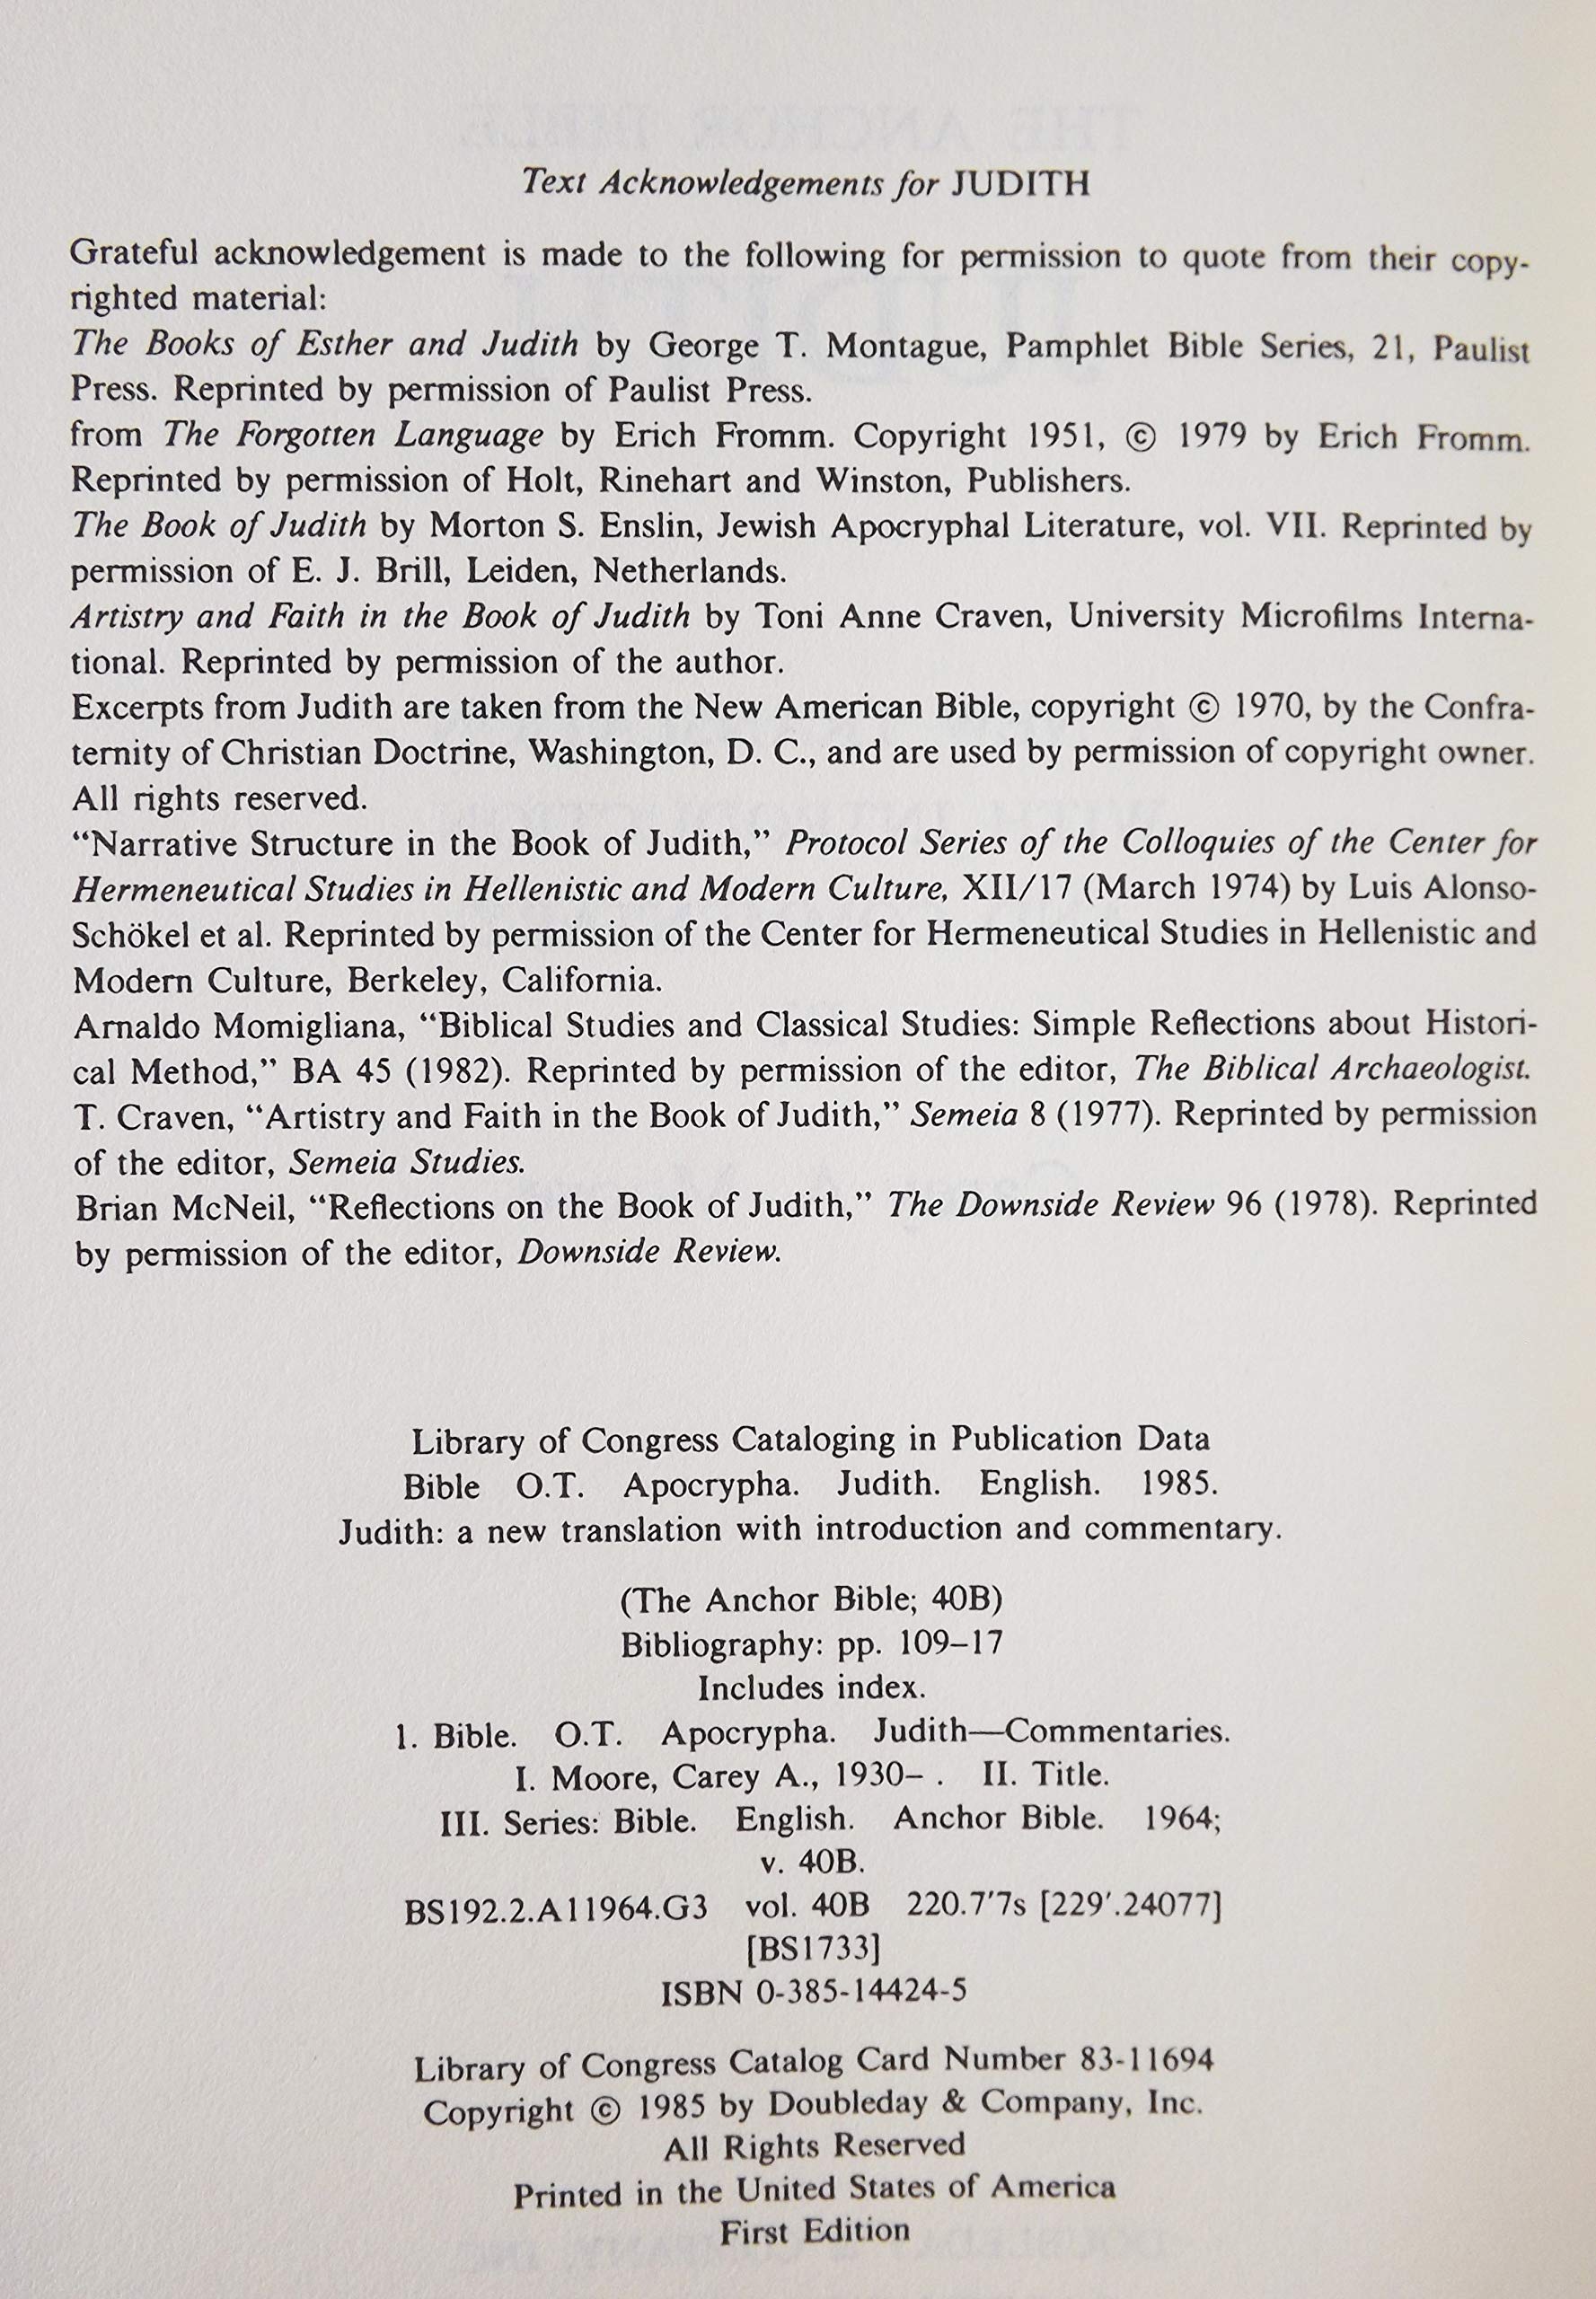 Text Acknowledgements for JUDITH
Grateful acknowledgement is made to the following for permission to quote from their copy-
righted material:
The Books of Esther and Judith by George T. Montague, Pamphlet Bible Series, 21, Paulist
Press. Reprinted by permission of Paulist Press.
from The Forgotten Language by Erich Fromm. Copyright 1951, © 1979 by Erich Fromm.
Reprinted by permission of Holt, Rinehart and Winston, Publishers.
The Book of Judith by Morton S. Enslin, Jewish Apocryphal Literature, vol. VII. Reprinted by
permission of E. J. Brill, Leiden, Netherlands.
Artistry and Faith in the Book of Judith by Toni Anne Craven, University Microfilms Interna-
tional. Reprinted by permission of the author.
Excerpts from Judith are taken from the New American Bible, copyright © 1970, by the Confra-
ternity of Christian Doctrine, Washington, D. C., and are used by permission of copyright owner.
All rights reserved.
“Narrative Structure in the Book of Judith,” Protocol Series of the Colloquies of the Center for
Hermeneutical Studies in Hellenistic and Modern Culture, XII/17 (March 1974) by Luis Alonso-
Schökel et al. Reprinted by permission of the Center for Hermeneutical Studies in Hellenistic and
Modern Culture, Berkeley, California.
Arnaldo Momigliana, “Biblical Studies and Classical Studies: Simple Reflections about Histori-
cal Method,” BA 45 (1982). Reprinted by permission of the editor, The Biblical Archaeologist.
T. Craven, “Artistry and Faith in the Book of Judith,” Semeia 8 (1977). Reprinted by permission
of the editor, Semeia Studies.
Brian McNeil, “Reflections on the Book of Judith,” The Downside Review 96 (1978). Reprinted
by permission of the editor, Downside Review.
Library of Congress Cataloging in Publication Data
Bible O.T. Apocrypha. Judith. English. 1985.
Judith: a new translation with introduction and commentary.
(The Anchor Bible; 40B)
Bibliography: pp. 109–17
Includes index.
1. Bible. O.T. Apocrypha. Judith—Commentaries.
I. Moore, Carey A., 1930– . II. Title.
III. Series: Bible. English. Anchor Bible. 1964;
v. 40B.
BS192.2.A11964.G3 vol. 40B 220.7′7s [229′.24077]
[BS1733]
ISBN 0-385-14424-5
Library of Congress Catalog Card Number 83-11694
Copyright © 1985 by Doubleday & Company, Inc.
All Rights Reserved
Printed in the United States of America
First Edition